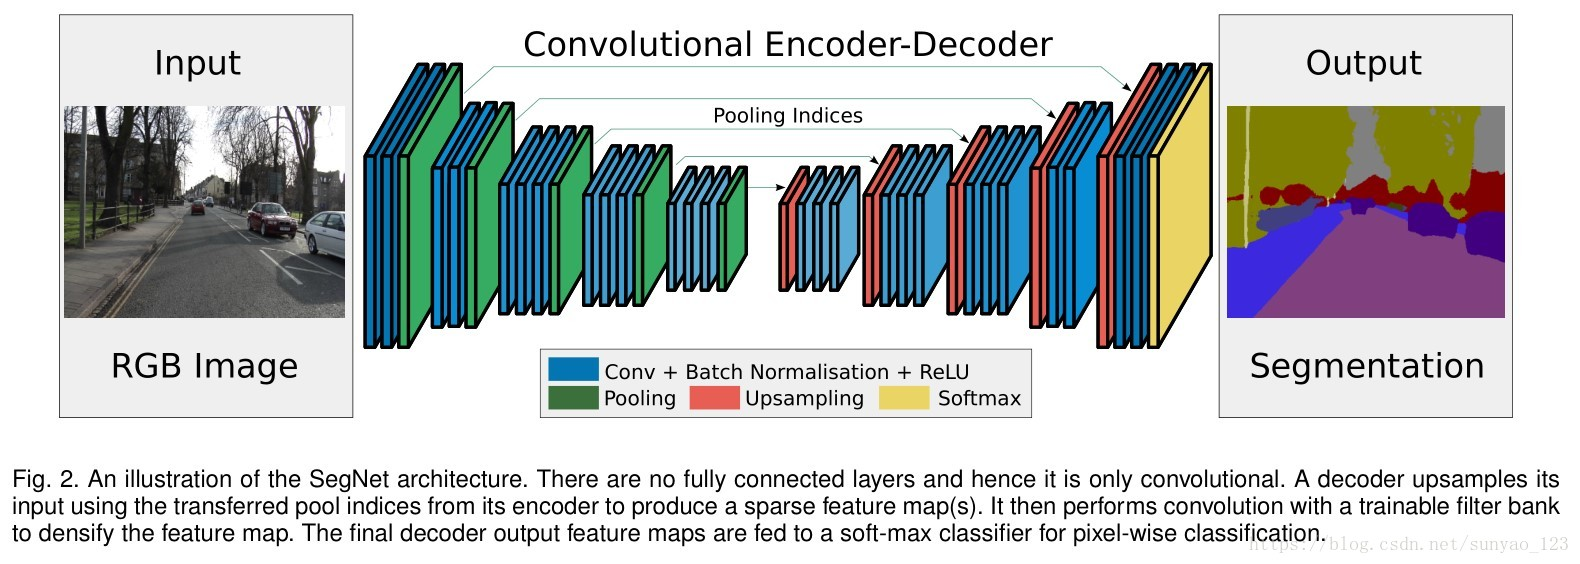 Input
RGB Image
Convolutional Encoder-Decoder
Pooling Indices
Conv + Batch Normalisation + ReLU
Pooling
Upsampling
Softmax
Output
Segmentation
Fig. 2. An illustration of the SegNet architecture. There are no fully connected layers and hence it is only convolutional. A decoder upsamples its
input using the transferred pool indices from its encoder to produce a sparse feature map(s). It then performs convolution with a trainable filter bank
to densify the feature map. The final decoder output feature maps are fed to a soft-max classifier for pixel-wise classification.
https://blog.csdn.net/sunyao_123